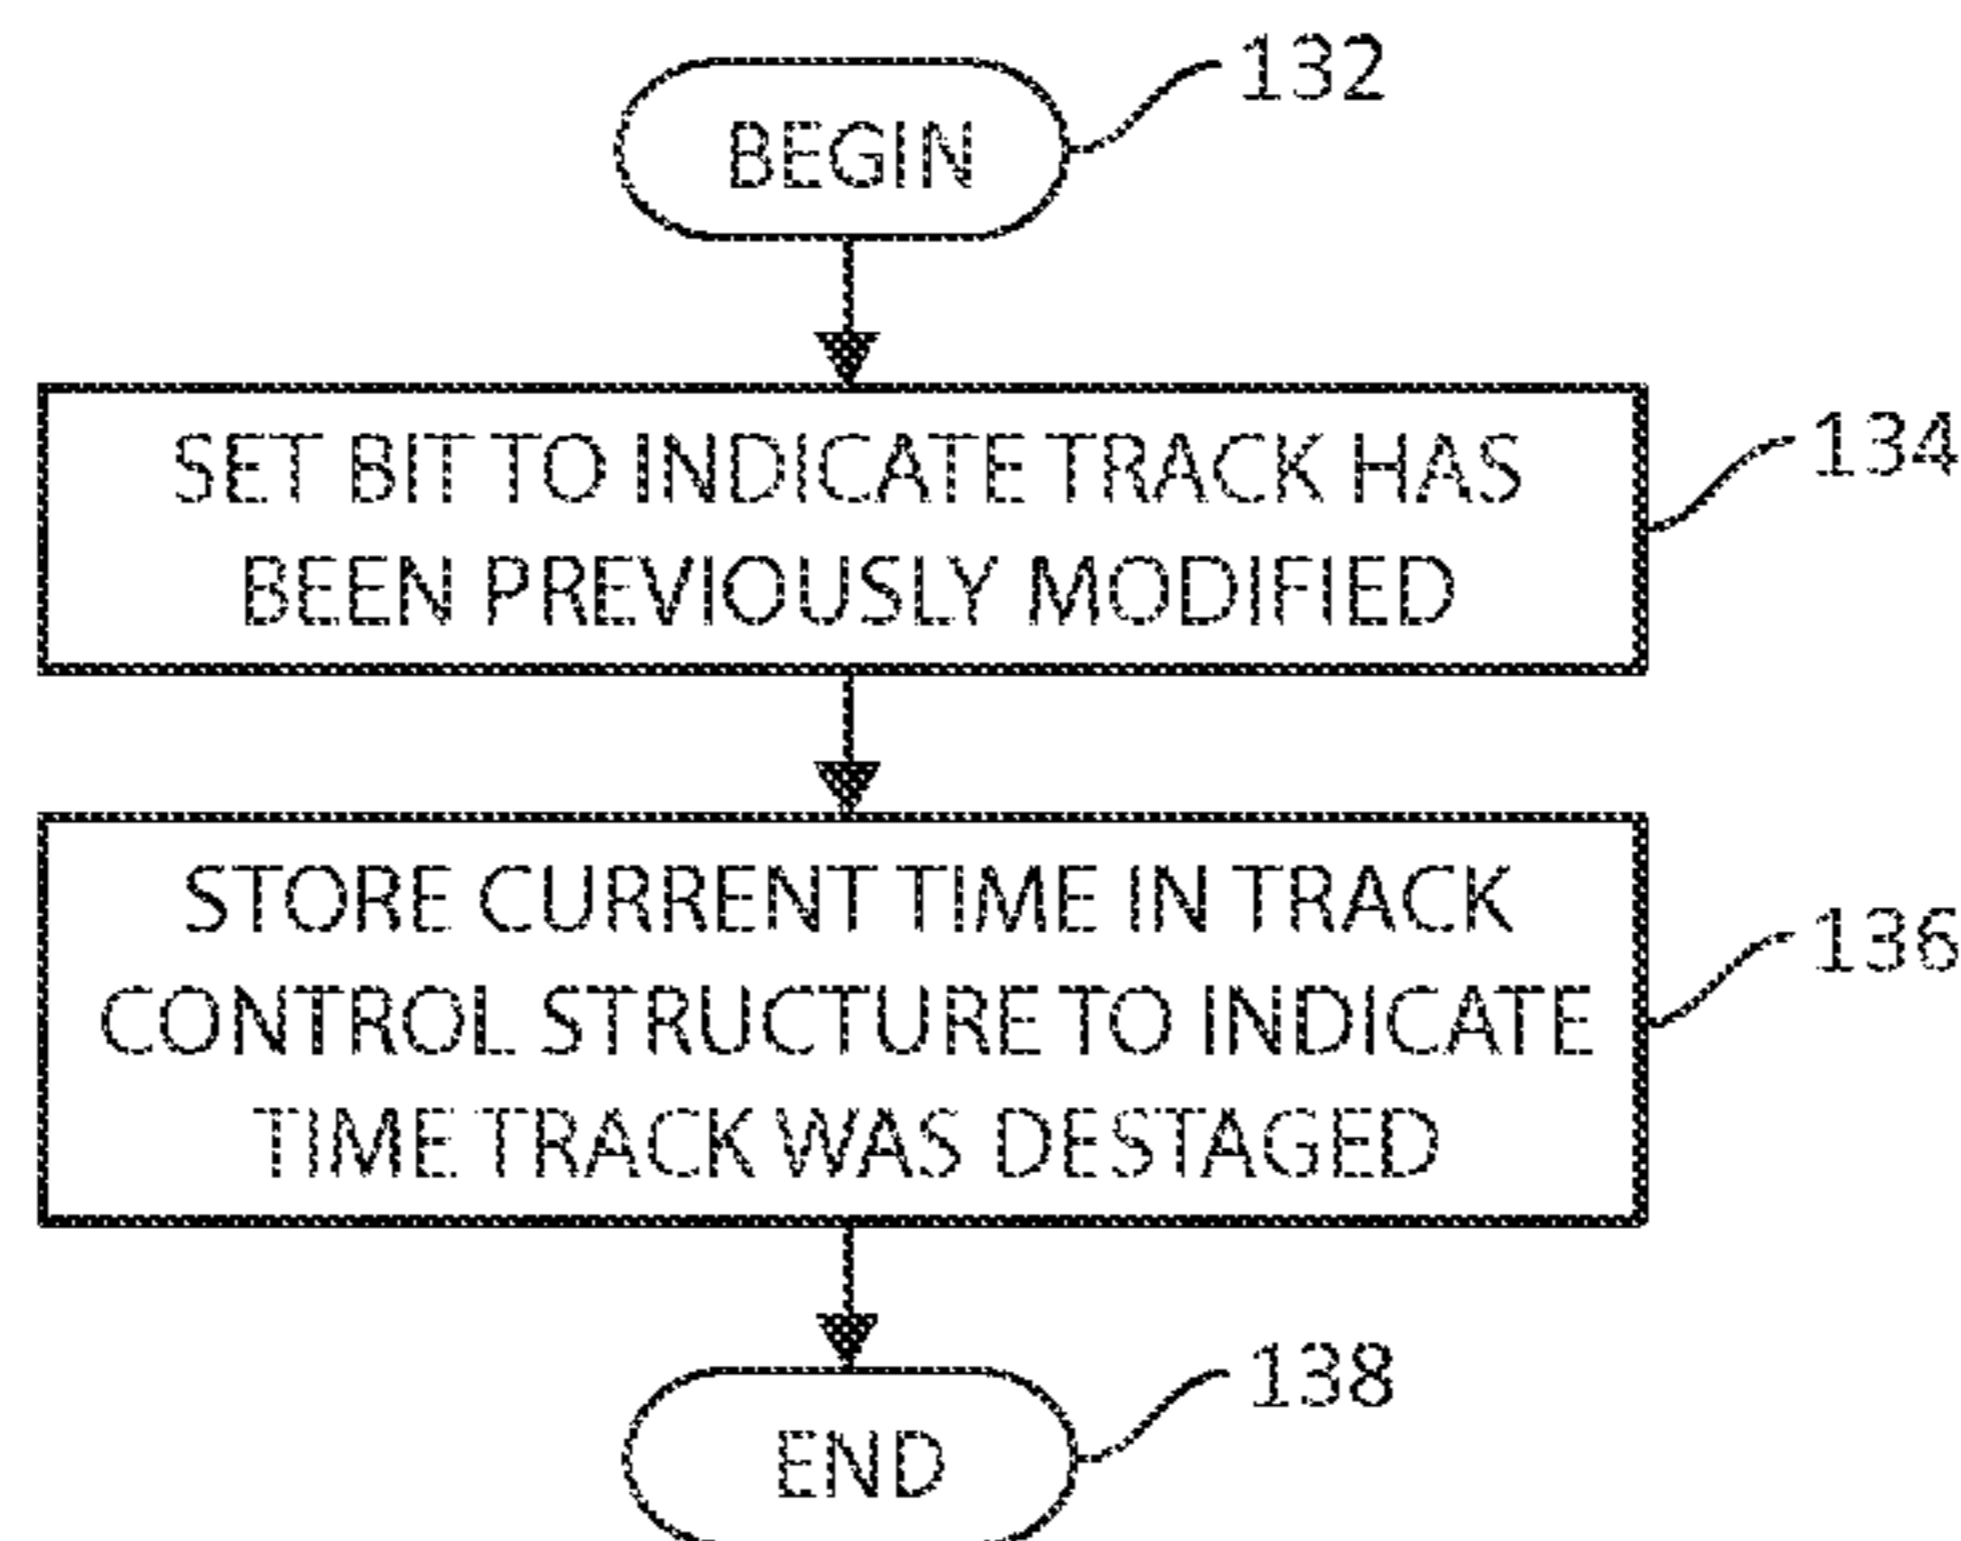 132
BEGIN
SET BIT TO INDICATE TRACK HAS
BEEN PREVIOUSLY MODIFIED
134
STORE CURRENT TIME IN TRACK
CONTROL STRUCTURE TO INDICATE
TIME TRACK WAS DESTAGED
136
138
END